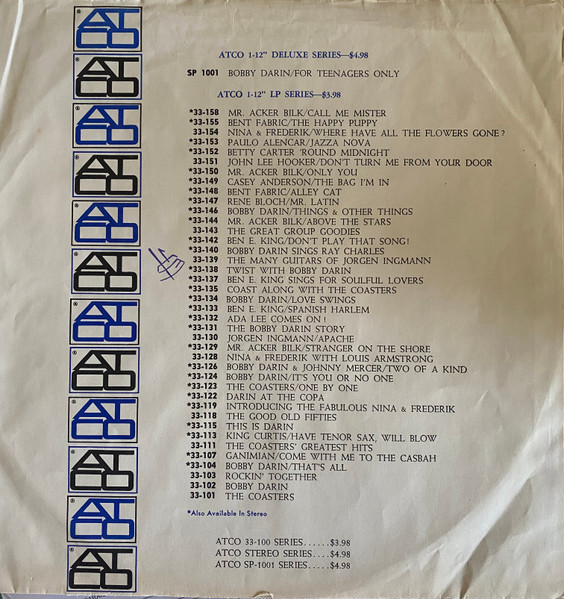 ATCO 1-12" DELUXE SERIES—$4.98
SP 1001 BOBBY DARIN/FOR TEENAGERS ONLY
ATCO 1-12" LP SERIES—$3.98
*33-158 MR. ACKER BILK/CALL ME MISTER
*33-155 BENT FABRIC/THE HAPPY PUPPY
33-154 NINA & FREDERIK/WHERE HAVE ALL THE FLOWERS GONE?
*33-153 PAULO ALENCAR/JAZZA NOVA
*33-152 BETTY CARTER 'ROUND MIDNIGHT
33-151 JOHN LEE HOOKER/DON'T TURN ME FROM YOUR DOOR
*33-150 MR. ACKER BILK/ONLY YOU
*33-149 CASEY ANDERSON/THE BAG I'M IN
*33-148 BENT FABRIC/ALLEY CAT
*33-147 RENE BLOCH/MR. LATIN
*33-146 BOBBY DARIN/THINGS & OTHER THINGS
*33-144 MR. ACKER BILK/ABOVE THE STARS
*33-143 THE GREAT GROUP GOODIES
*33-142 BEN E. KING/DON'T PLAY THAT SONG!
*33-140 BOBBY DARIN SINGS RAY CHARLES
*33-139 THE MANY GUITARS OF JORGEN INGMANN
*33-138 TWIST WITH BOBBY DARIN
*33-137 BEN E. KING SINGS FOR SOULFUL LOVERS
*33-135 COAST ALONG WITH THE COASTERS
*33-134 BOBBY DARIN/LOVE SWINGS
*33-133 BEN E. KING/SPANISH HARLEM
*33-132 ADA LEE COMES ON!
*33-131 THE BOBBY DARIN STORY
33-130 JORGEN INGMANN/APACHE
*33-129 MR. ACKER BILK/STRANGER ON THE SHORE
33-128 NINA & FREDERIK WITH LOUIS ARMSTRONG
*33-126 BOBBY DARIN & JOHNNY MERCER/TWO OF A KIND
*33-124 BOBBY DARIN/IT'S YOU OR NO ONE
*33-123 THE COASTERS/ONE BY ONE
*33-122 DARIN AT THE COPA
*33-119 INTRODUCING THE FABULOUS NINA & FREDERIK
33-118 THE GOOD OLD FIFTIES
*33-115 THIS IS DARIN
*33-113 KING CURTIS/HAVE TENOR SAX, WILL BLOW
33-111 THE COASTERS' GREATEST HITS
*33-107 GANIMIAN/COME WITH ME TO THE CASBAH
*33-104 BOBBY DARIN/THAT'S ALL
33-103 ROCKIN' TOGETHER
33-102 BOBBY DARIN
33-101 THE COASTERS
*Also Available In Stereo
ATCO 33-100 SERIES.....$3.98
ATCO STEREO SERIES....$4.98
ATCO SP-1001 SERIES.....$4.98
ATCO
ATCO
ATCO
ATCO
ATCO
ATCO
ATCO
ATCO
ATCO
ATCO
ATCO
ATCO